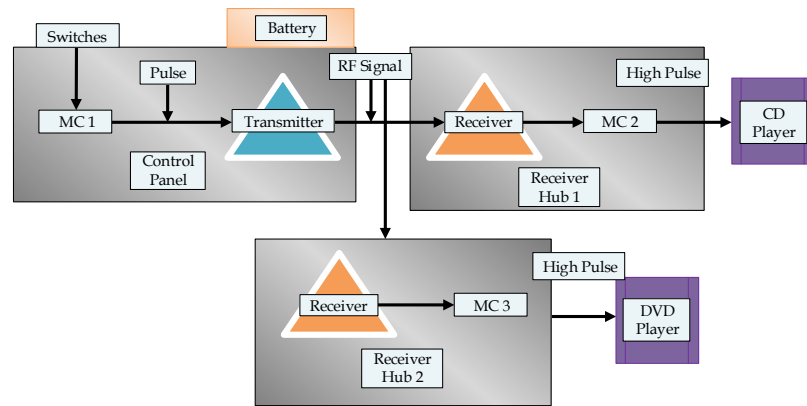 Switches
Battery
Pulse
RF Signal
High Pulse
MC 1
Transmitter
Receiver
MC 2
CD
Player
Control
Panel
Receiver
Hub 1
High Pulse
Receiver
MC 3
DVD
Player
Receiver
Hub 2